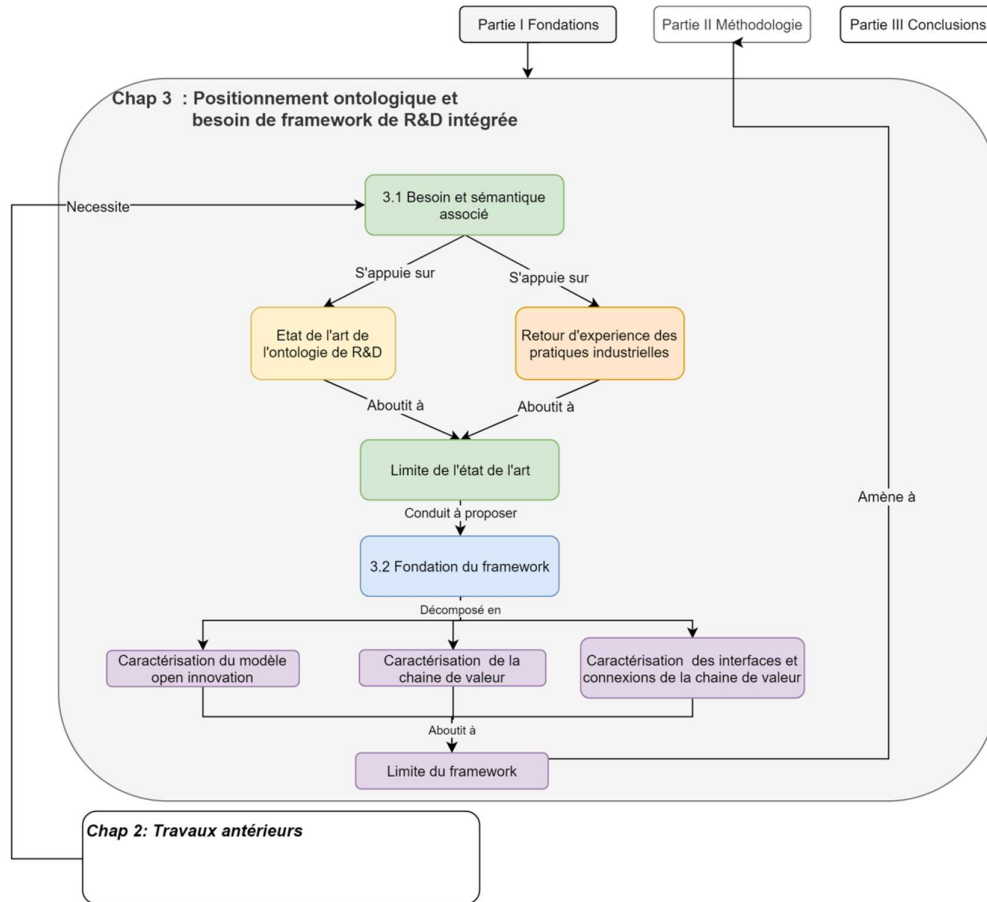 Partie I Fondations
Partie II Méthodologie
Partie III Conclusions
Chap 3 : Positionnement ontologique et
besoin de framework de R&D intégrée
Necessite
3.1 Besoin et sémantique
associé
S'appuie sur
S'appuie sur
Etat de l'art de
l'ontologie de R&D
Retour d'experience des
pratiques industrielles
Aboutit à
Aboutit à
Limite de l'état de l'art
Amène à
Conduit à proposer
3.2 Fondation du framework
Décomposé en
Caractérisation du modèle
open innovation
Caractérisation de la
chaine de valeur
Caractérisation des interfaces et
connexions de la chaine de valeur
Aboutit à
Limite du framework
Chap 2: Travaux antérieurs